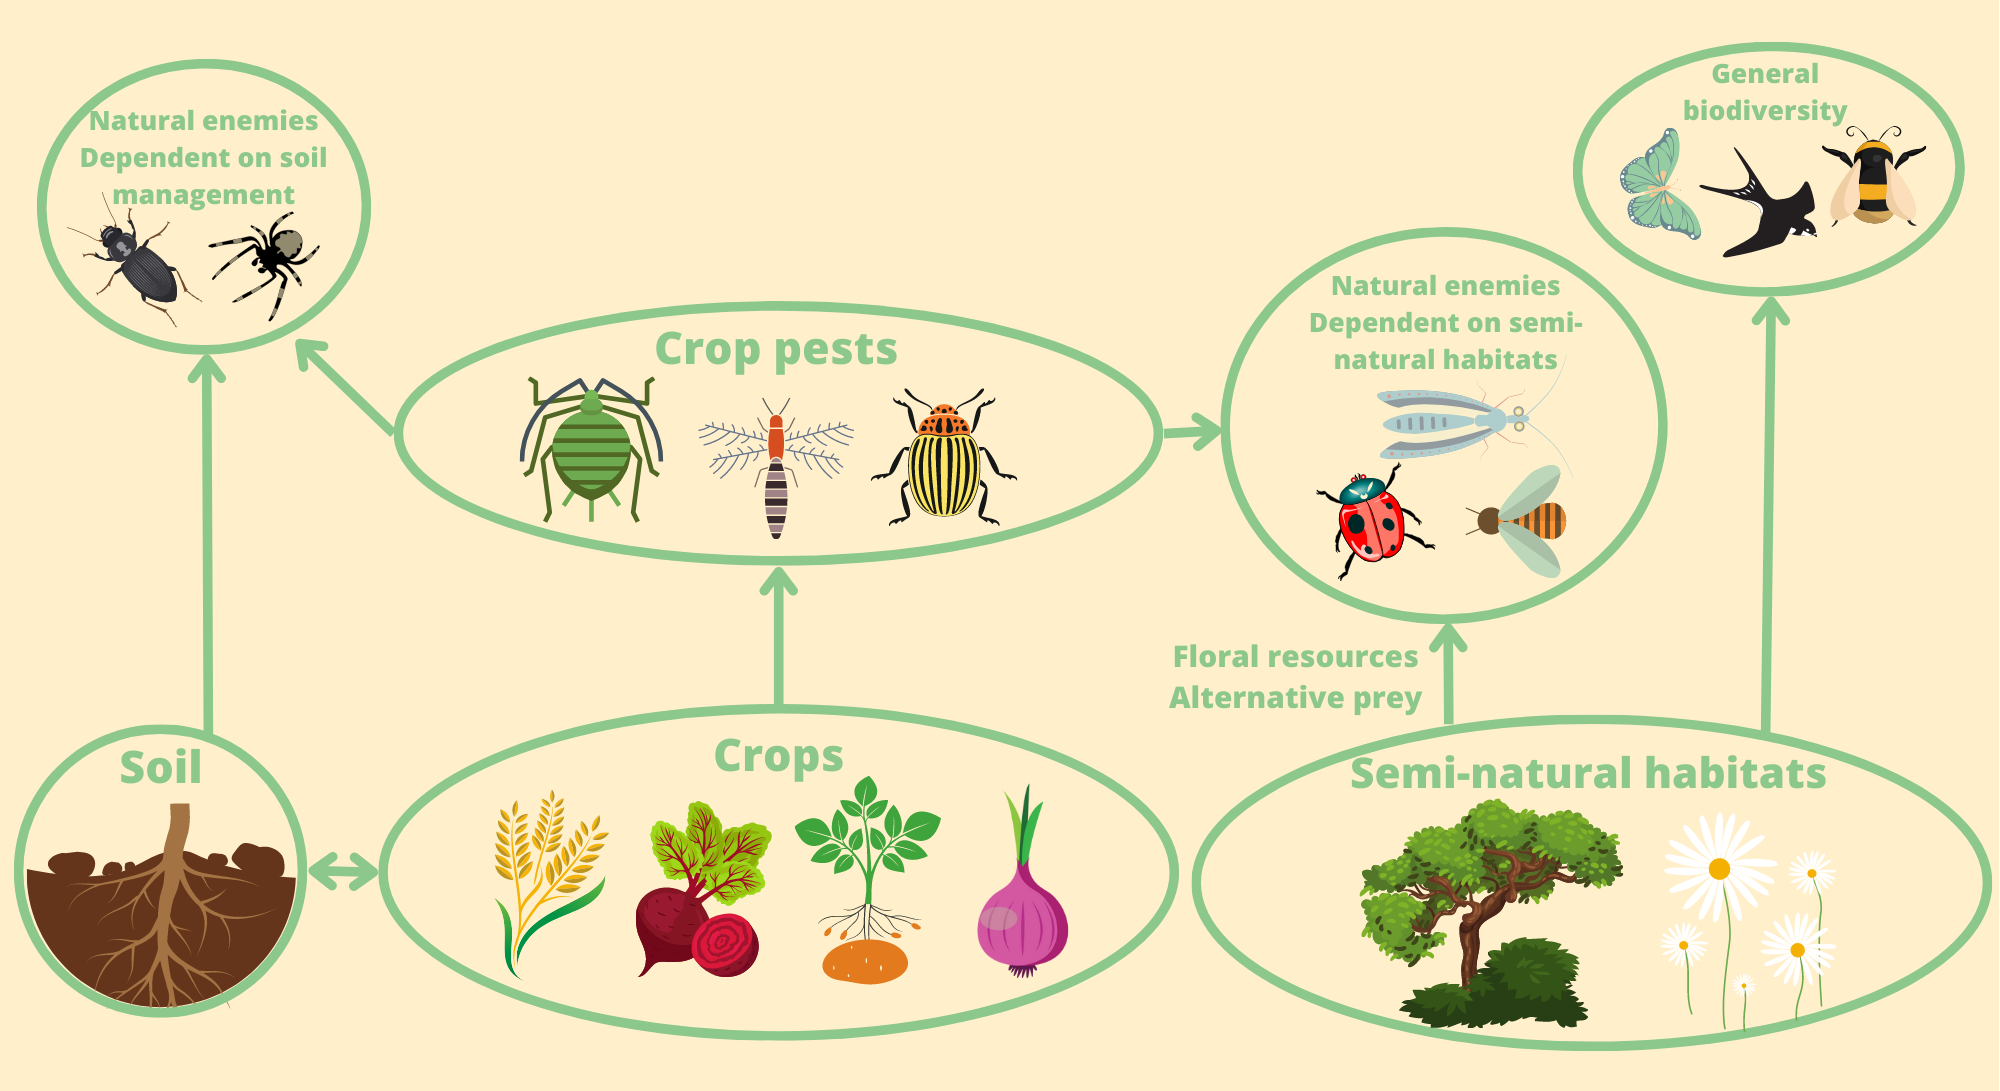 Natural enemies
Dependent on soil
management
General
biodiversity
Natural enemies
Dependent on semi-
natural habitats
Crop pests
Floral resources
Alternative prey
Soil
Crops
Semi-natural habitats